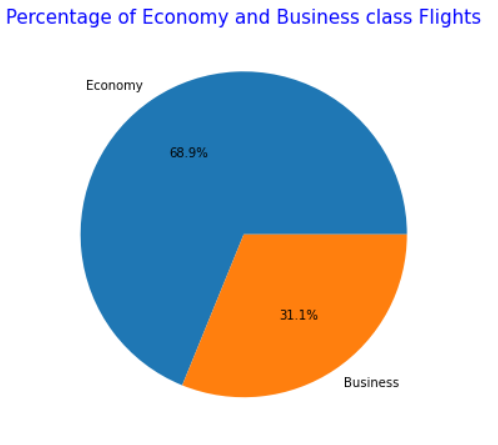 Percentage of Economy and Business class Flights
Economy
68.9%
31.1%
Business